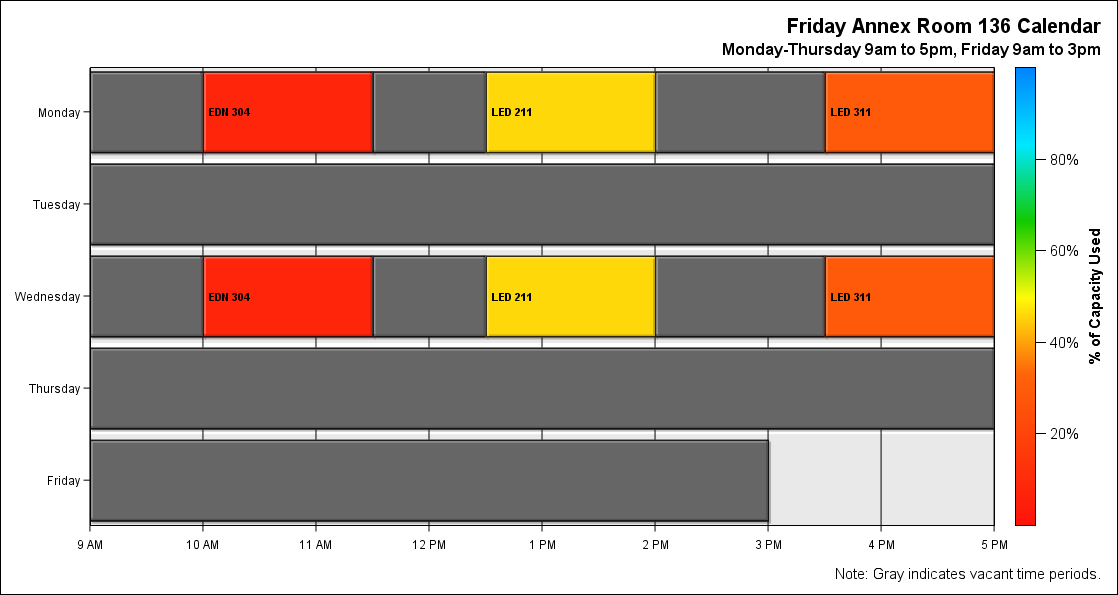 Friday Annex Room 136 Calendar
Monday-Thursday 9am to 5pm, Friday 9am to 3pm
Monday
EDN 304
LED 211
LED 311
Tuesday
Wednesday
EDN 304
LED 211
LED 311
Thursday
Friday
9 AM
10 AM
11 AM
12 PM
1 PM
2 PM
3 PM
4 PM
5 PM
80%
60%
40%
20%
% of Capacity Used
Note: Gray indicates vacant time periods.